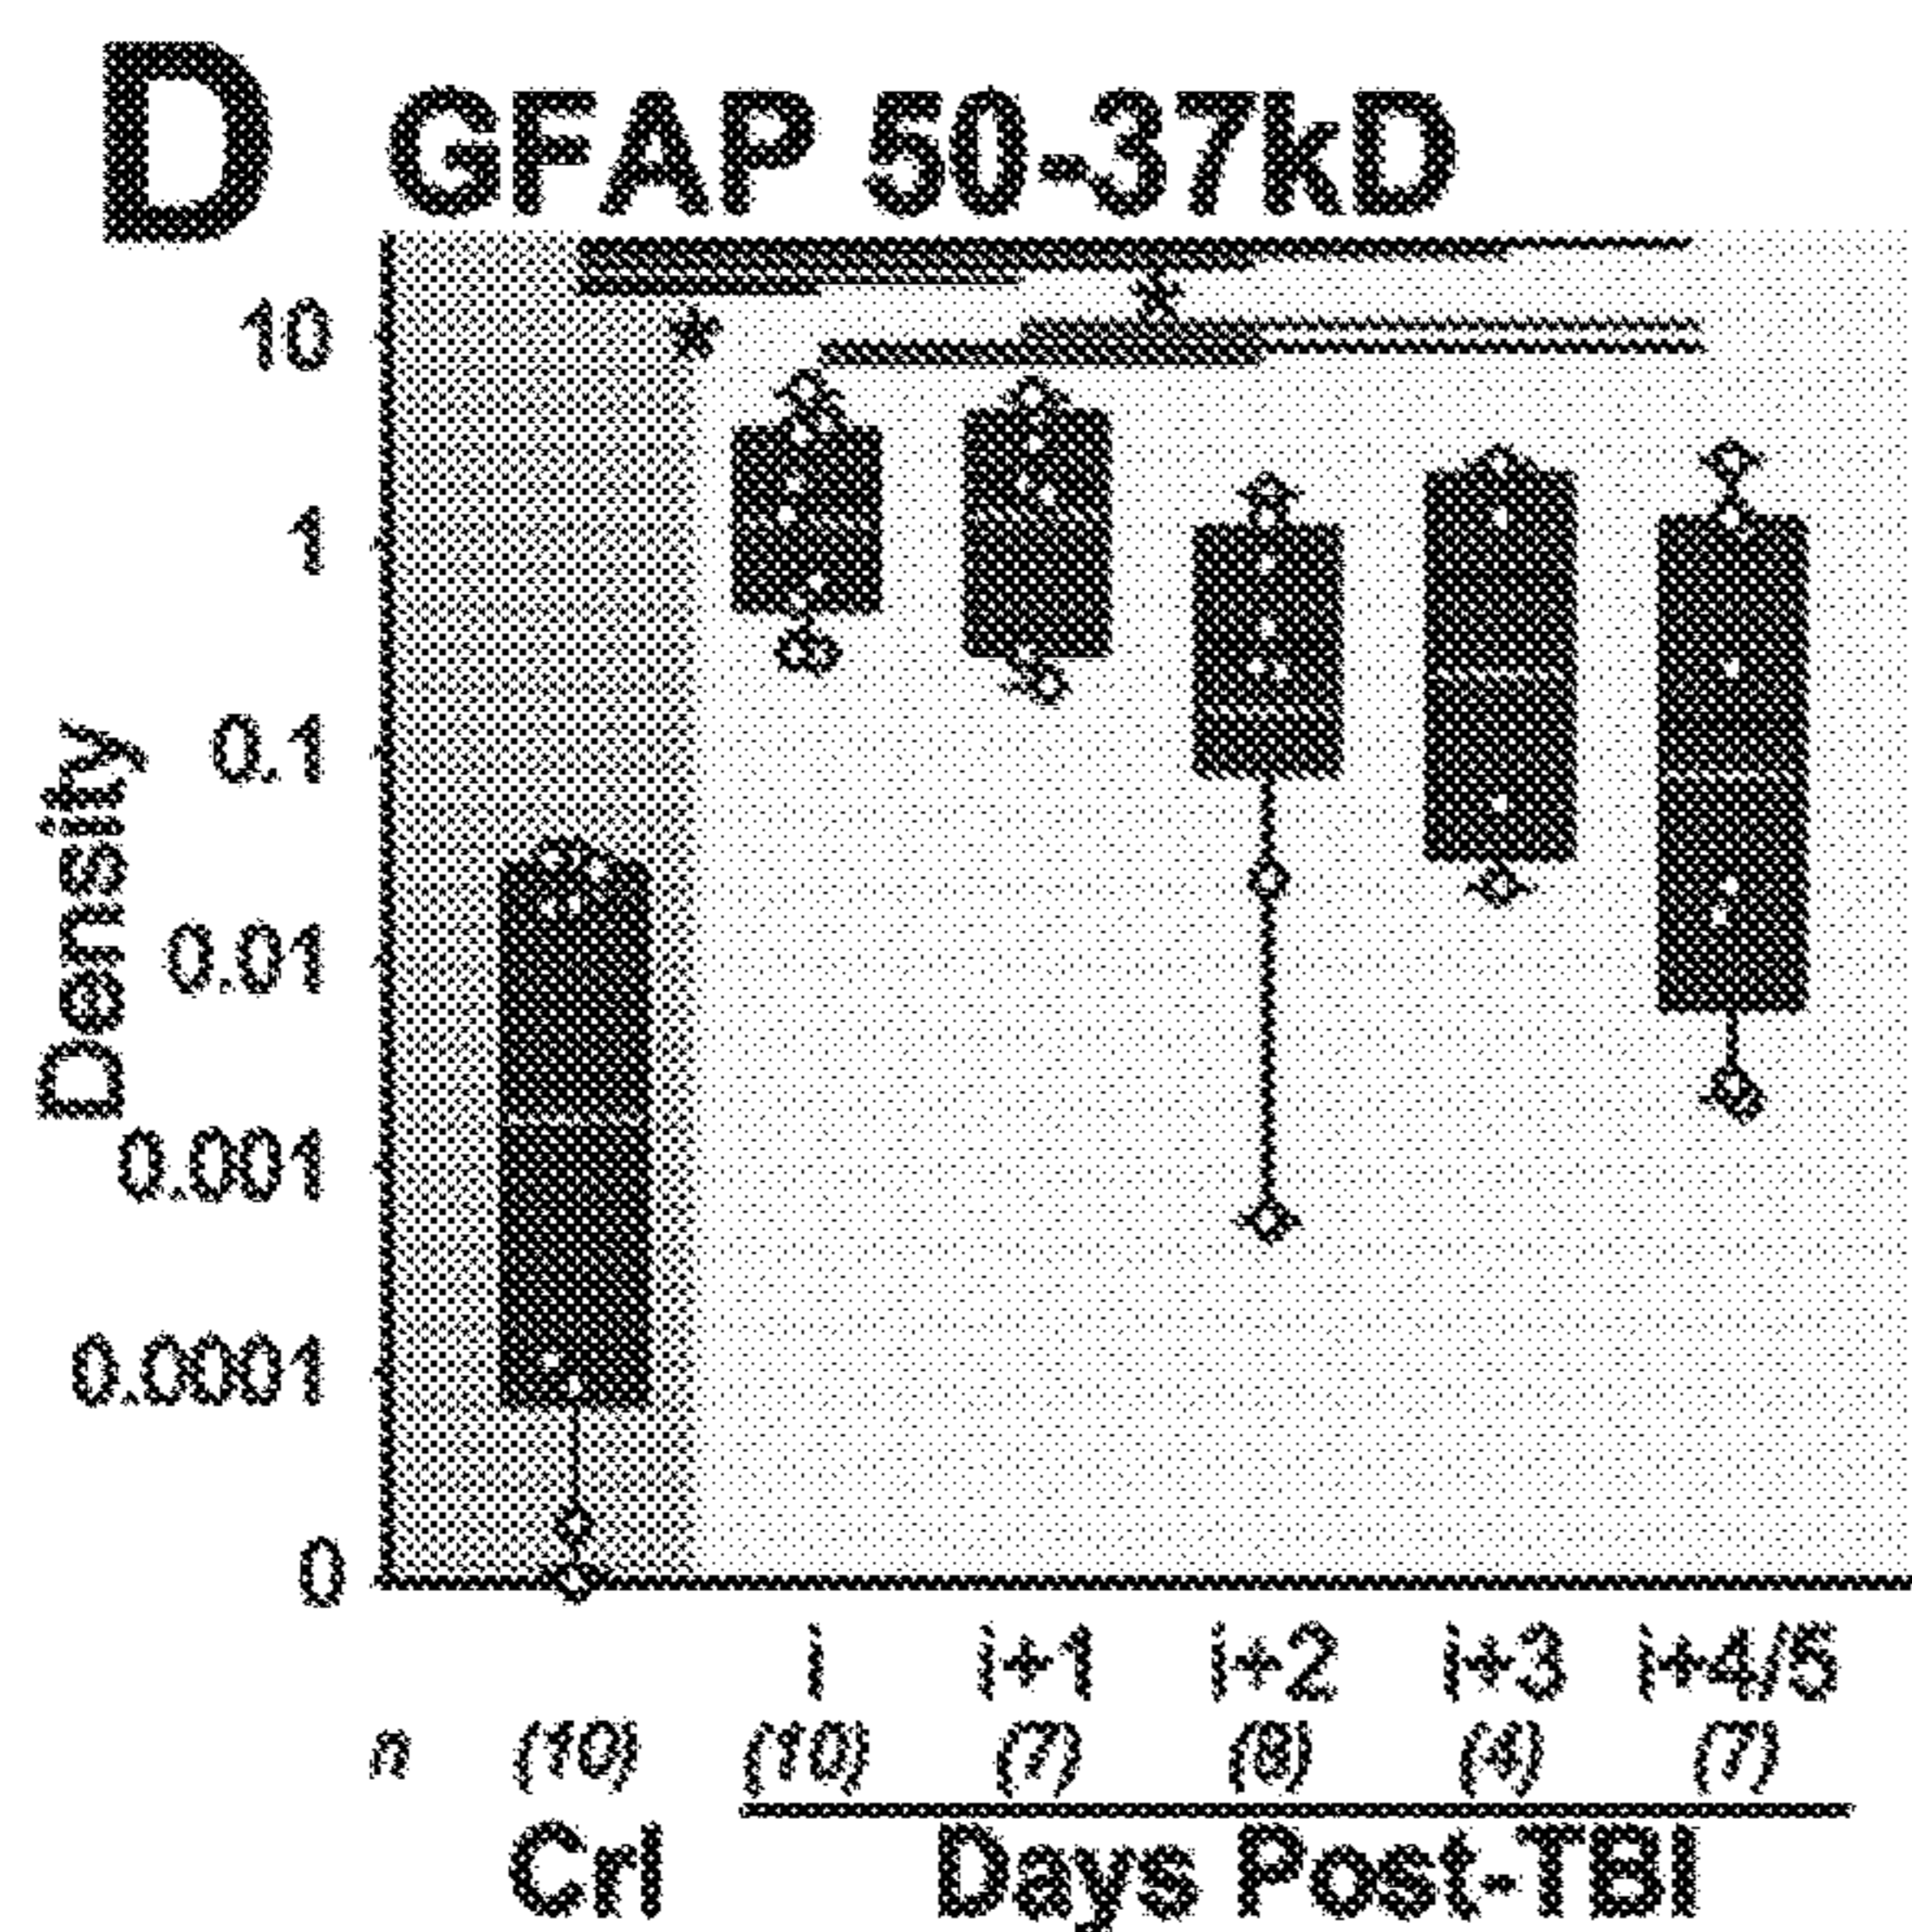 D GFAP 50-37kD
*
10
*
1
0.1
0.01
0.001
0.0001
0
Density
i i+1 i+2 i+3 i+4/5
n (10) (10) (7) (4) (7)
Crl Days Post-TBI